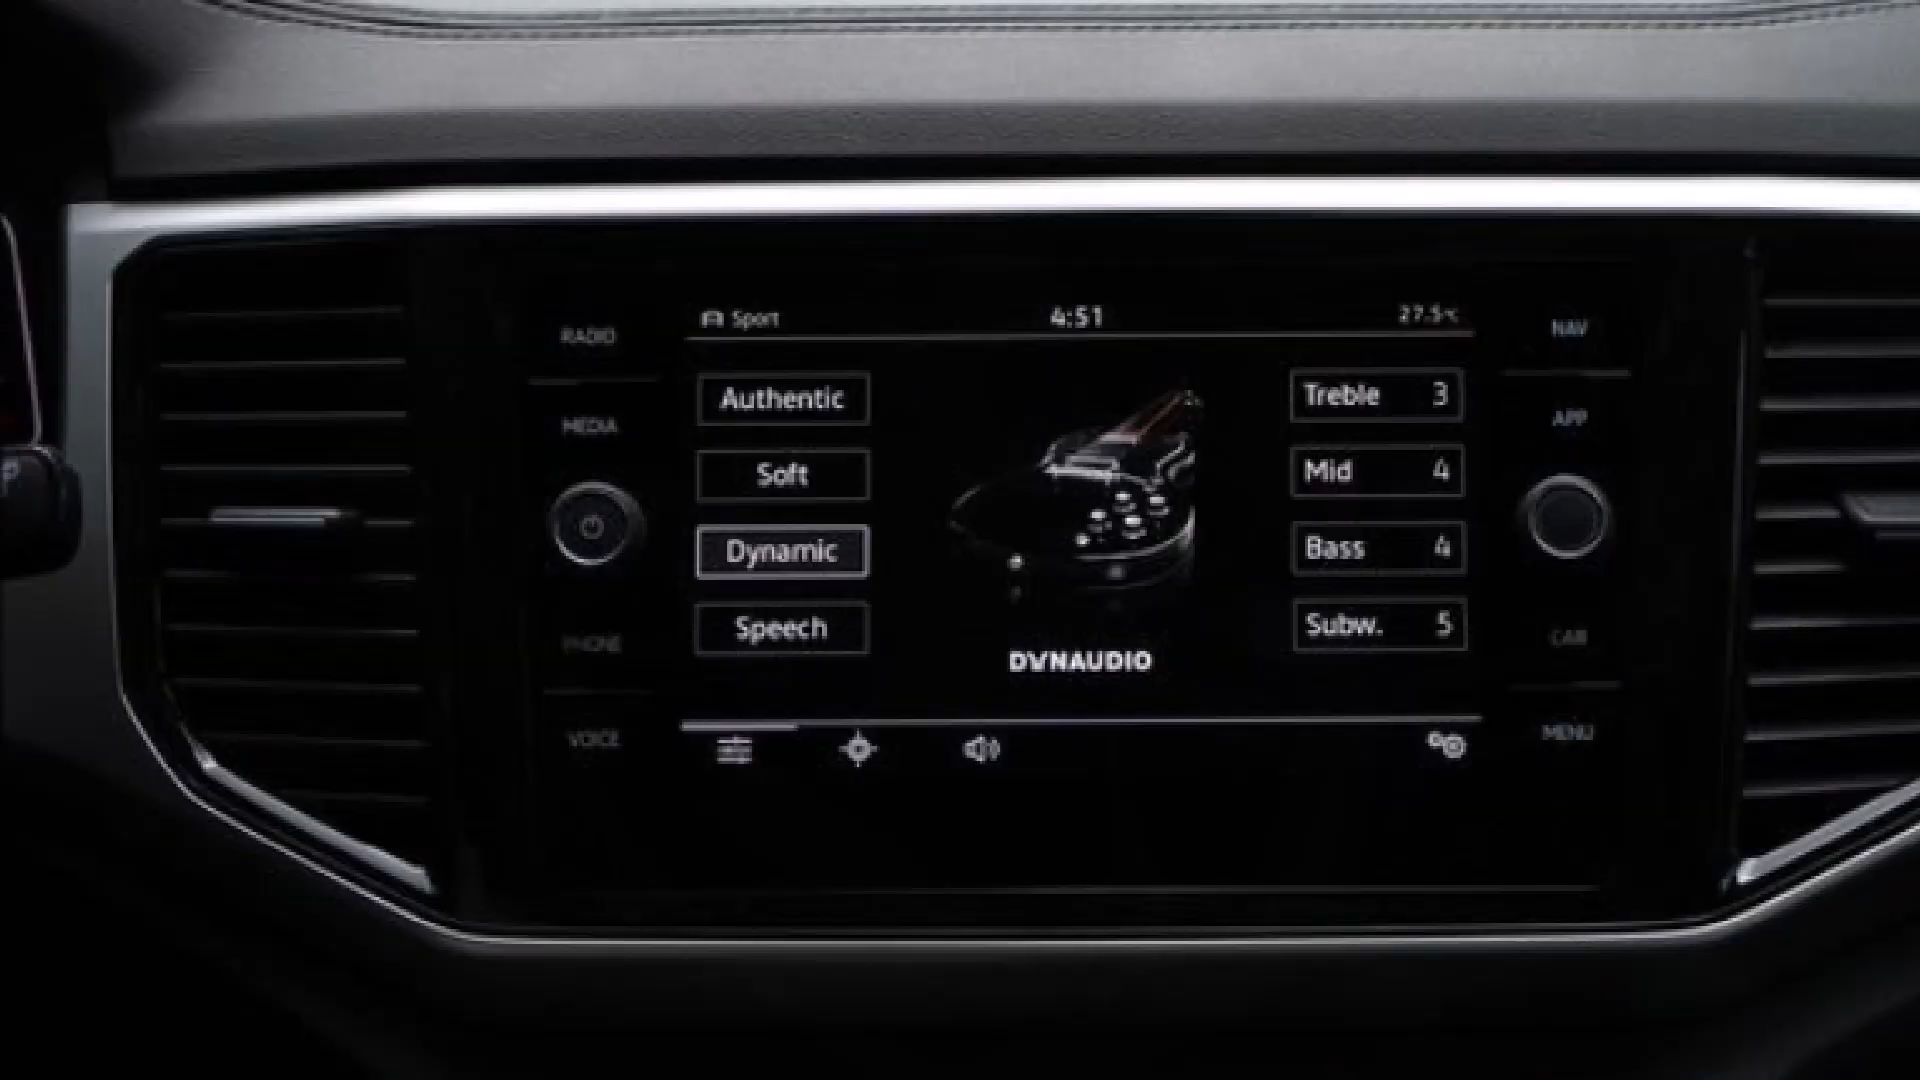 Sport 4:51 27.5°C
RADIO
MEDIA
PHONE
VOICE
Authentic
Soft
Dynamic
Speech
DYNAUDIO
Treble 3
Mid 4
Bass 4
Subw. 5
NAV
APP
CAR
MENU